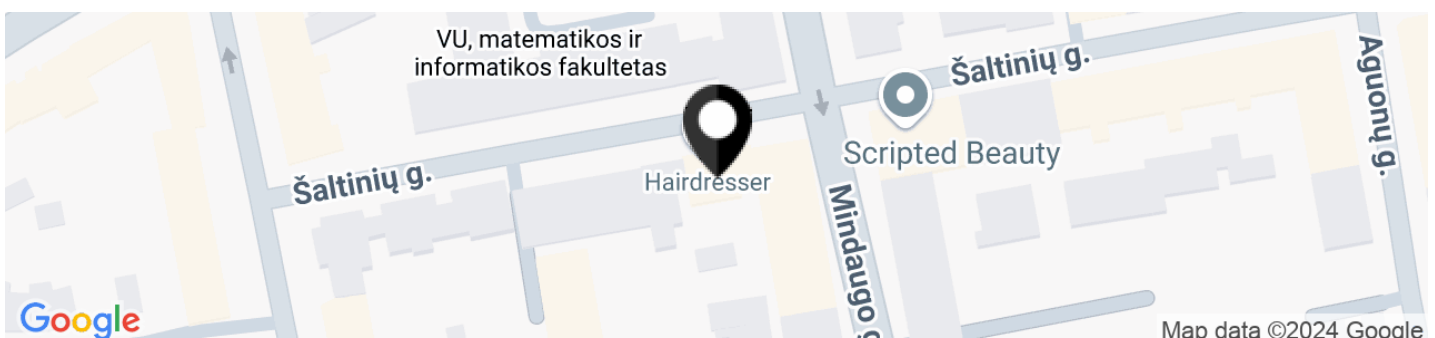 VU, matematikos ir
informatikos fakultetas
Šaltinių g.
Aguonų g.
Scripted Beauty
Hairdresser
Šaltinių g.
Mindaugo g
Google
Map data ©2024 Google